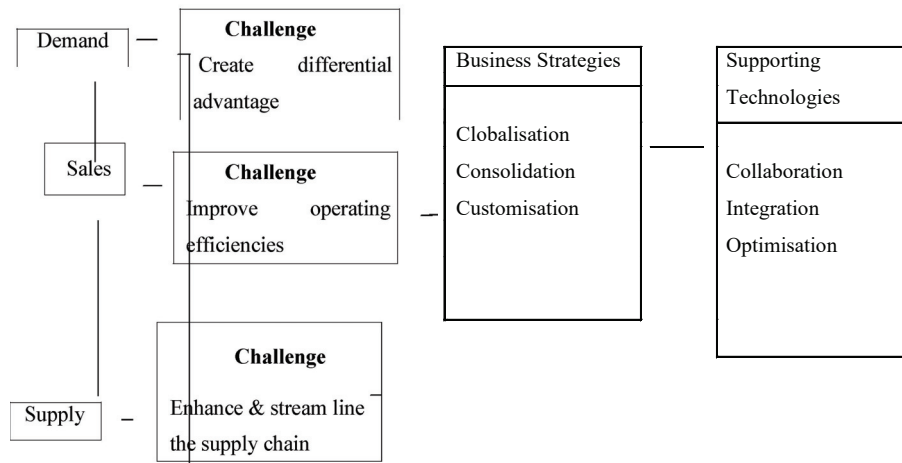 Demand
Challenge
Create differential
advantage
Sales
Challenge
Improve operating
efficiencies
Supply
Challenge
Enhance & stream line
the supply chain
Business Strategies
Clobalisation
Consolidation
Customisation
Supporting
Technologies
Collaboration
Integration
Optimisation